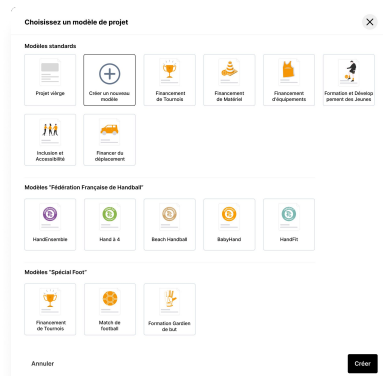 Choisissez un modèle de projet
Modèles standards
Projet vièrge
Créer un nouveau
modèle
Financement
de Tournois
Financement
de Matériel
Financement
d'équipements
Formation et Dévelop
pement des Jeunes
Inclusion et
Accessibilité
Financer du
déplacement
Modèles "Fédération Française de Handball"
HandEnsemble
Hand à 4
Beach Handball
BabyHand
HandFit
Modèles "Spécial Foot"
Financement
de Tournois
Match de
football
Formation Gardien
de but
Annuler
Créer